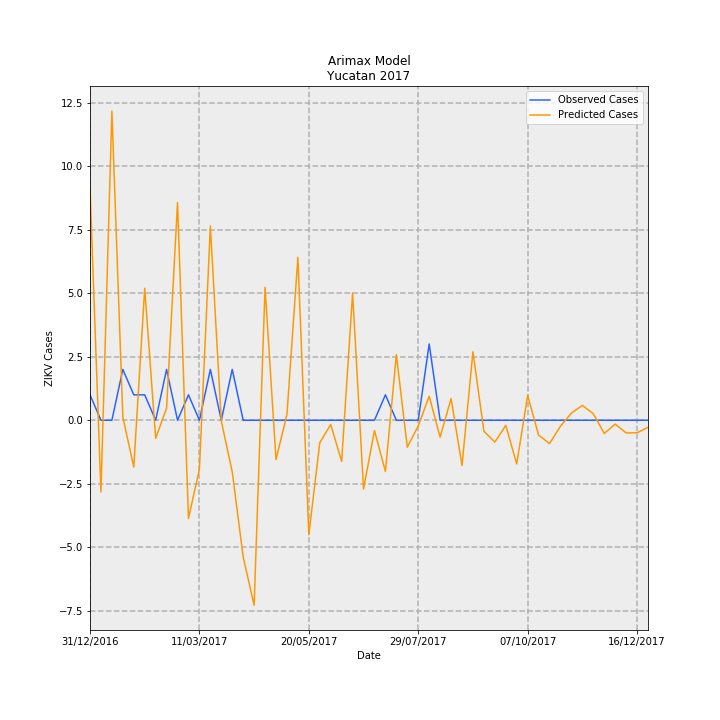 Arimax Model
Yucatan 2017
Observed Cases
Predicted Cases
ZIKV Cases
12.5
10.0
7.5
5.0
2.5
0.0
−2.5
−5.0
−7.5
31/12/2016 11/03/2017 20/05/2017 29/07/2017 07/10/2017 16/12/2017
Date